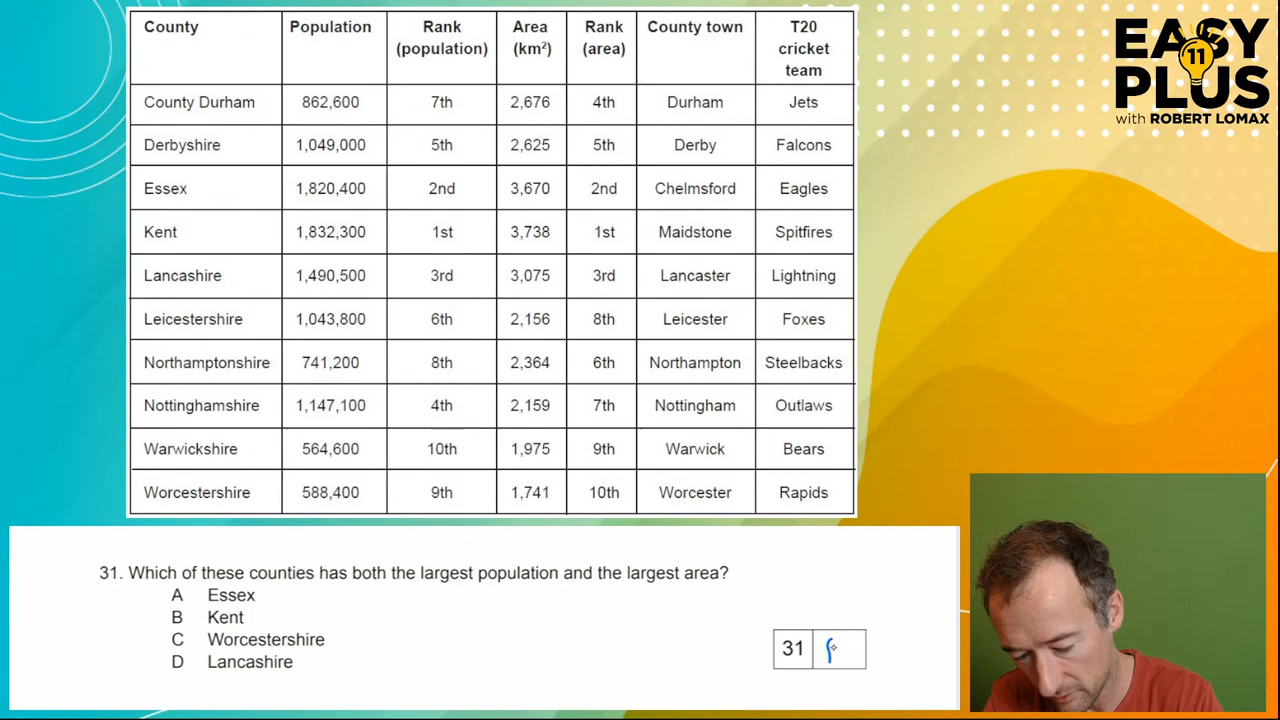 County Population Rank (population) Area (km²) Rank (area) County town T20 cricket team
County Durham 862,600 7th 2,676 4th Durham Jets
Derbyshire 1,049,000 5th 2,625 5th Derby Falcons
Essex 1,820,400 2nd 3,670 2nd Chelmsford Eagles
Kent 1,832,300 1st 3,738 1st Maidstone Spitfires
Lancashire 1,490,500 3rd 3,075 3rd Lancaster Lightning
Leicestershire 1,043,800 6th 2,156 8th Leicester Foxes
Northamptonshire 741,200 8th 2,364 6th Northampton Steelbacks
Nottinghamshire 1,147,100 4th 2,159 7th Nottingham Outlaws
Warwickshire 564,600 10th 1,975 9th Warwick Bears
Worcestershire 588,400 9th 1,741 10th Worcester Rapids
EASY
11
PLUS
with ROBERT LOMAX
31. Which of these counties has both the largest population and the largest area?
A Essex
B Kent
C Worcestershire
D Lancashire
31